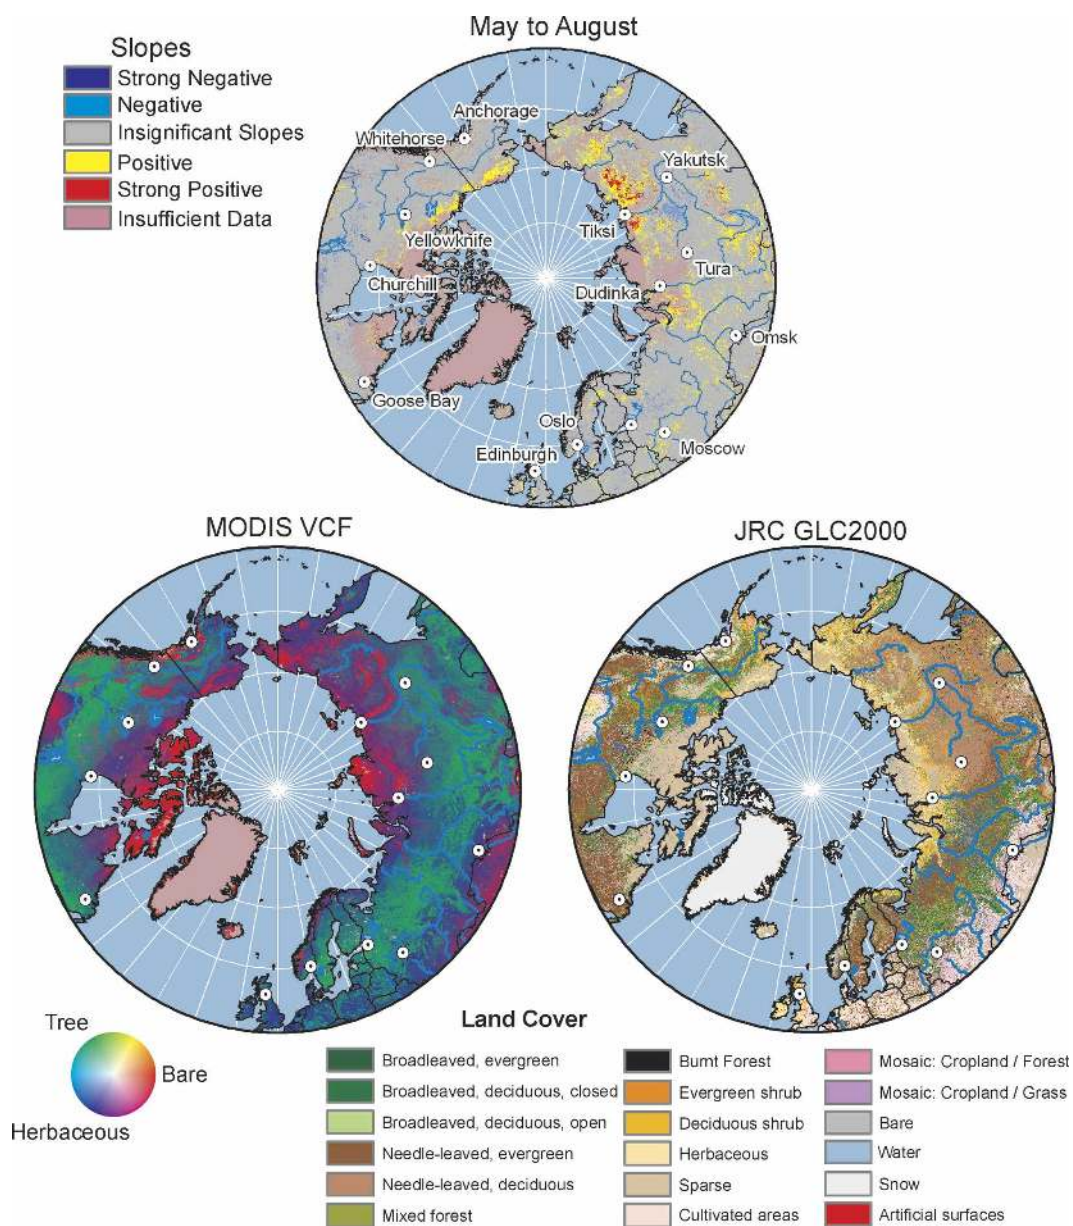 May to August
Slopes
Strong Negative
Negative
Insignificant Slopes
Positive
Strong Positive
Insufficient Data
Anchorage
Whitehorse
Yakutsk
Yellowknife
Tiksi
Tura
Churchill
Dudinka
Omsk
Goose Bay
Oslo
Moscow
Edinburgh
MODIS VCF
JRC GLC2000
Tree
Bare
Herbaceous
Land Cover
Broadleaved, evergreen
Broadleaved, deciduous, closed
Broadleaved, deciduous, open
Needle-leaved, evergreen
Needle-leaved, deciduous
Mixed forest
Burnt Forest
Evergreen shrub
Deciduous shrub
Herbaceous
Sparse
Cultivated areas
Mosaic: Cropland / Forest
Mosaic: Cropland / Grass
Bare
Water
Snow
Artificial surfaces